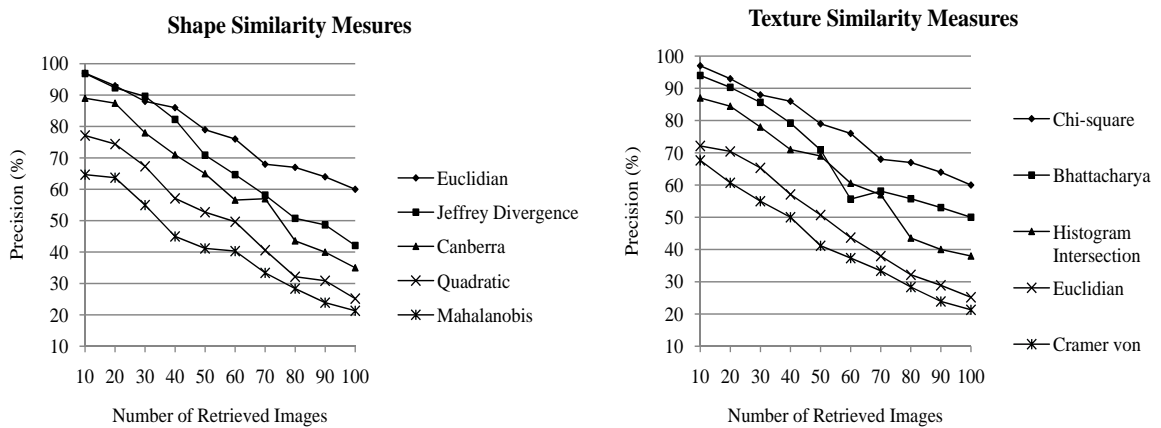 Shape Similarity Mesures
100
90
80
70
60
50
40
30
20
10
Precision (%)
10 20 30 40 50 60 70 80 90 100
Number of Retrieved Images
Euclidian
Jeffrey Divergence
Canberra
Quadratic
Mahalanobis
Texture Similarity Measures
100
90
80
70
60
50
40
30
20
10
Precision (%)
10 20 30 40 50 60 70 80 90 100
Number of Retrieved Images
Chi-square
Bhattacharya
Histogram
Intersection
Euclidian
Cramer von